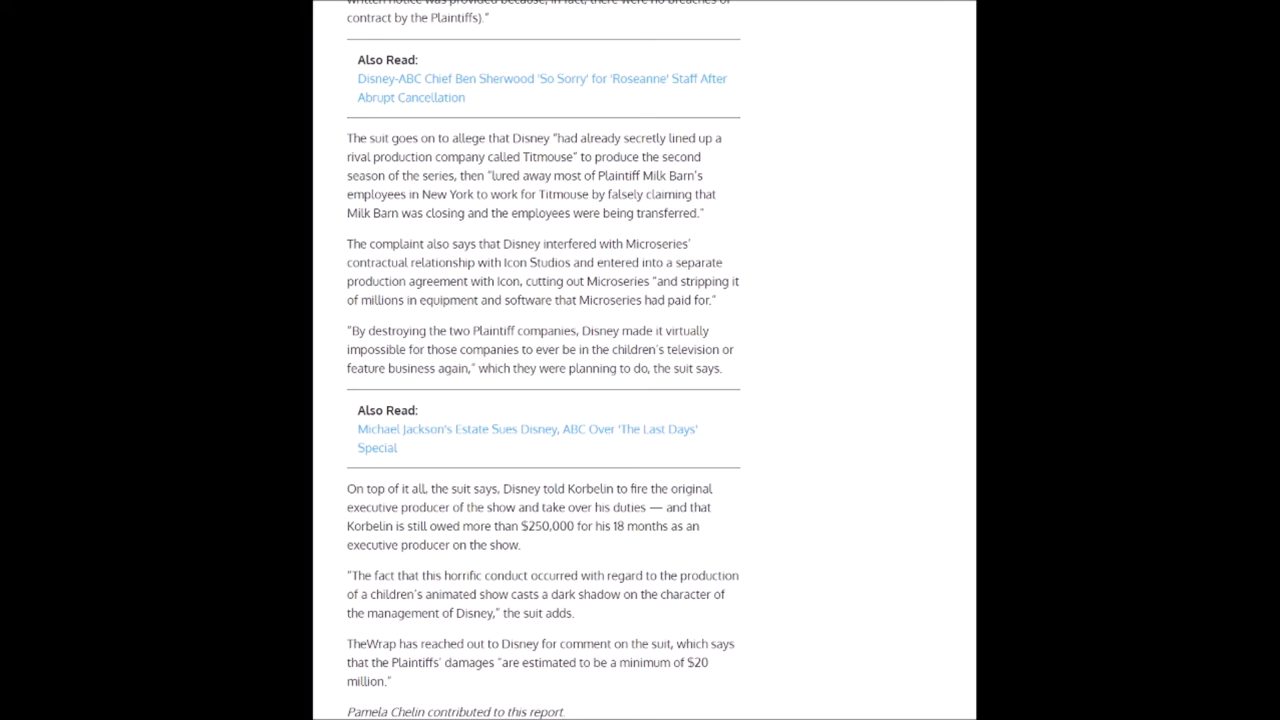 written notice was provided because, in fact, there were no breaches of
contract by the Plaintiffs).”
Also Read:
Disney-ABC Chief Ben Sherwood 'So Sorry' for 'Roseanne' Staff After
Abrupt Cancellation
The suit goes on to allege that Disney “had already secretly lined up a
rival production company called Titmouse” to produce the second
season of the series, then “lured away most of Plaintiff Milk Barn’s
employees in New York to work for Titmouse by falsely claiming that
Milk Barn was closing and the employees were being transferred.”
The complaint also says that Disney interfered with Microseries’
contractual relationship with Icon Studios and entered into a separate
production agreement with Icon, cutting out Microseries “and stripping it
of millions in equipment and software that Microseries had paid for.”
“By destroying the two Plaintiff companies, Disney made it virtually
impossible for those companies to ever be in the children’s television or
feature business again,” which they were planning to do, the suit says.
Also Read:
Michael Jackson's Estate Sues Disney, ABC Over 'The Last Days'
Special
On top of it all, the suit says, Disney told Korbelin to fire the original
executive producer of the show and take over his duties — and that
Korbelin is still owed more than $250,000 for his 18 months as an
executive producer on the show.
“The fact that this horrific conduct occurred with regard to the production
of a children’s animated show casts a dark shadow on the character of
the management of Disney,” the suit adds.
TheWrap has reached out to Disney for comment on the suit, which says
that the Plaintiffs’ damages “are estimated to be a minimum of $20
million.”
Pamela Chelin contributed to this report.